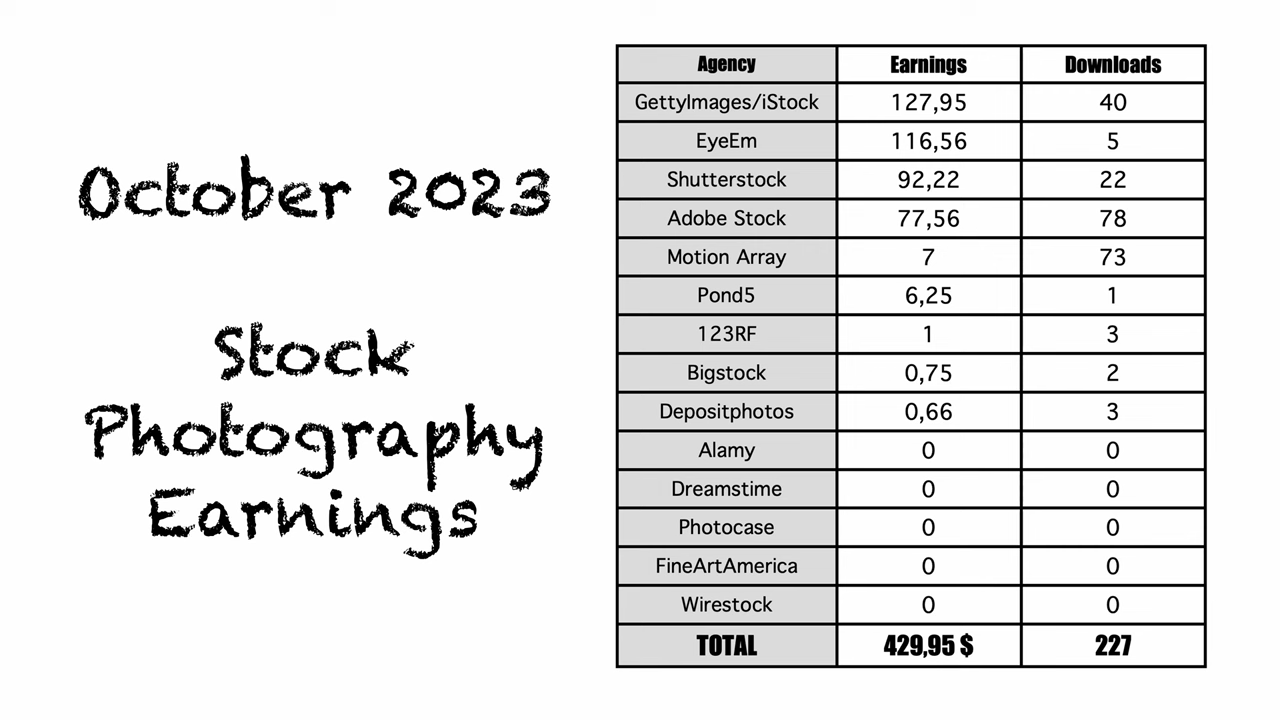 October 2023
Stock
Photography
Earnings
Agency Earnings Downloads
GettyImages/iStock 127,95 40
EyeEm 116,56 5
Shutterstock 92,22 22
Adobe Stock 77,56 78
Motion Array 7 73
Pond5 6,25 1
123RF 1 3
Bigstock 0,75 2
Depositphotos 0,66 3
Alamy 0 0
Dreamstime 0 0
Photocase 0 0
FineArtAmerica 0 0
Wirestock 0 0
TOTAL 429,95 $ 227